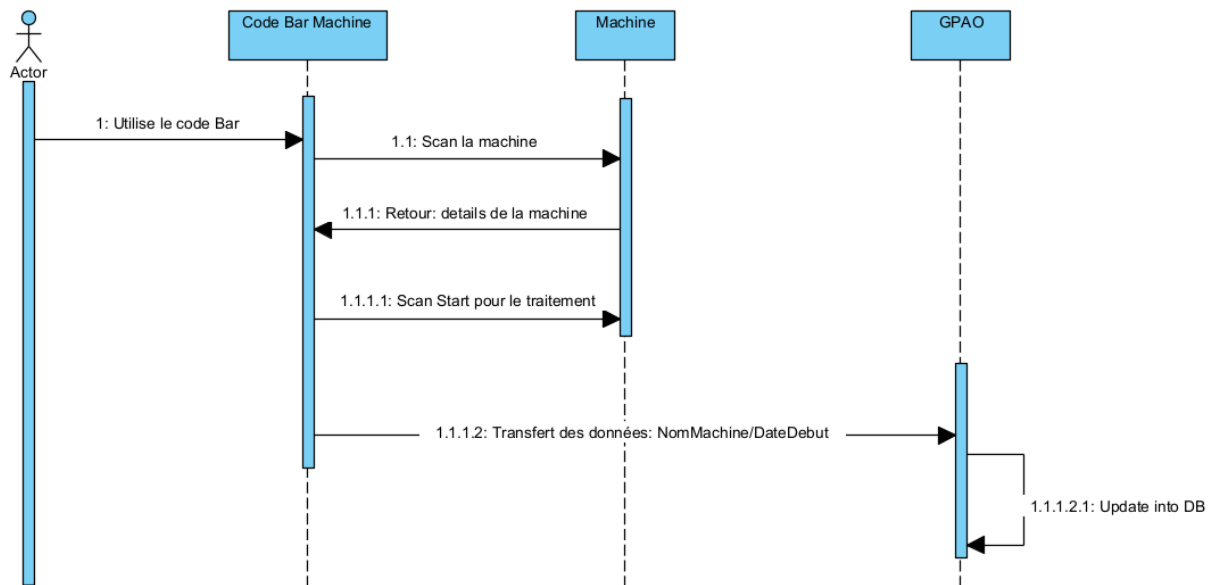 Code Bar Machine
Machine
GPAO
Actor
1: Utilise le code Bar
1.1: Scan la machine
1.1.1: Retour: details de la machine
1.1.1.1: Scan Start pour le traitement
1.1.1.2: Transfert des données: NomMachine/DateDebut
1.1.1.2.1: Update into DB